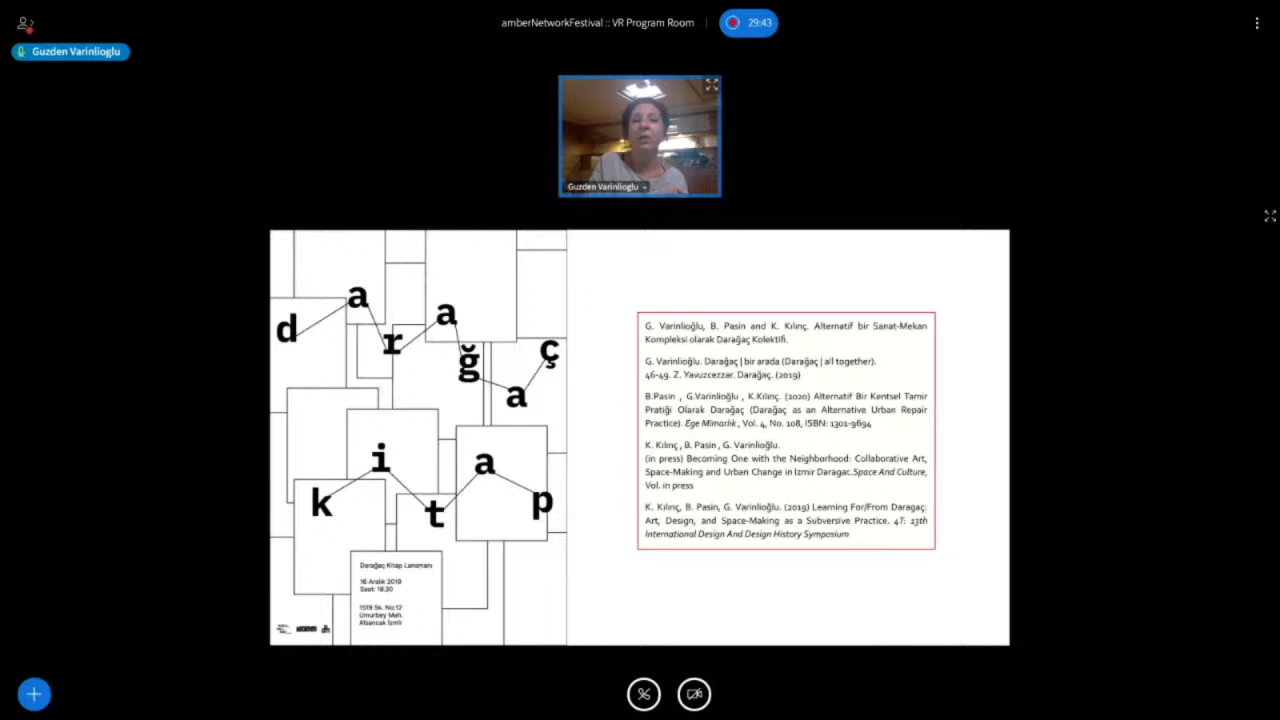 amberNetworkFestival :: VR Program Room
29:43
Guzden Varinlioglu
Guzden Varinlioglu
darağaç
kitap
Darağaç Kitap Lansmanı
16 Aralık 2019
Saat: 18.30
1519 Sk. No:12
Umurbey Mah.
Alsancak İzmir
G. Varinlioğlu, B. Pasin and K. Kılınç. Alternatif bir Sanat-Mekan
Kompleksi olarak Darağaç Kolektifi.
G. Varinlioğlu. Darağaç | bir arada (Darağaç | all together).
46-49. Z. Yavuzcezzar. Darağaç. (2019)
B.Pasin , G.Varinlioğlu , K.Kılınç. (2020) Alternatif Bir Kentsel Tamir
Pratiği Olarak Darağaç (Darağaç as an Alternative Urban Repair
Practice). Ege Mimarlık , Vol. 4, No. 108, ISBN: 1301-9694
K. Kılınç , B. Pasin , G. Varinlioğlu.
(in press) Becoming One with the Neighborhood: Collaborative Art,
Space-Making and Urban Change in Izmir Daragac.Space And Culture,
Vol. in press
K. Kılınç, B. Pasin, G. Varinlioğlu. (2019) Learning For/From Daragaç:
Art, Design, and Space-Making as a Subversive Practice. 4T: 13th
International Design And Design History Symposium